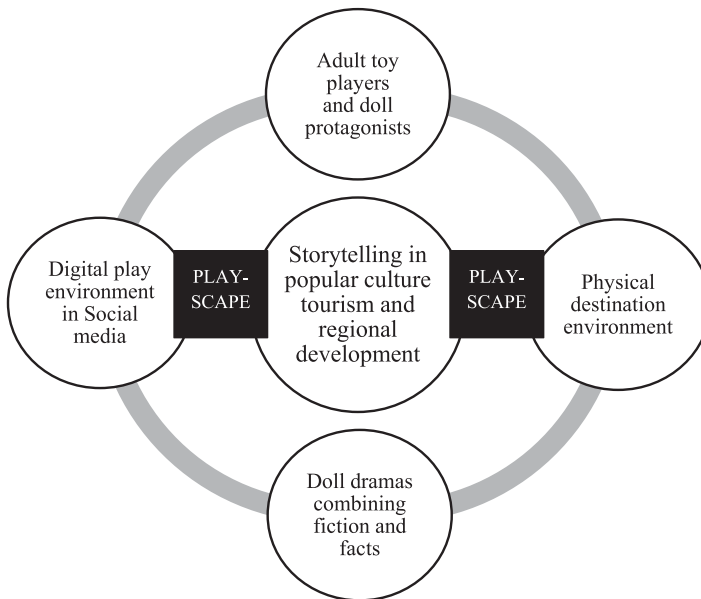 Adult toy
players
and doll
protagonists
Digital play
environment
in Social
media
PLAY-
SCAPE
Storytelling in
popular culture
tourism and
regional
development
PLAY-
SCAPE
Physical
destination
environment
Doll dramas
combining
fiction and
facts